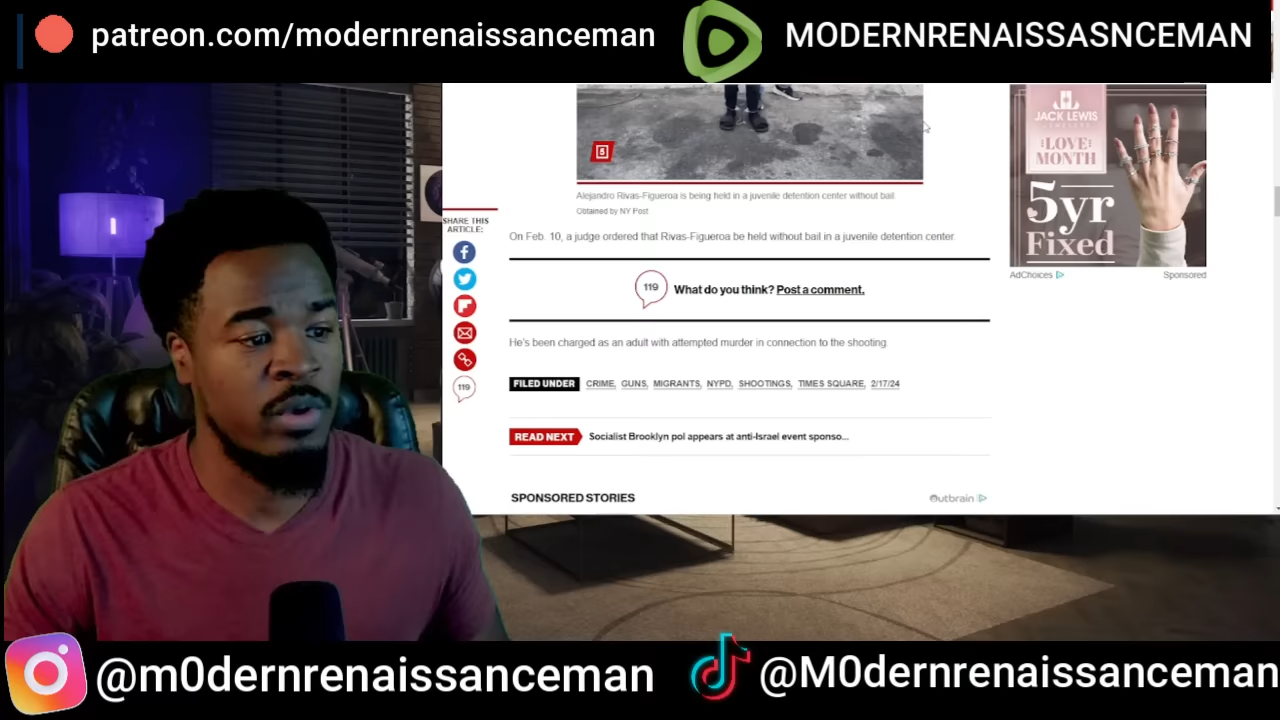 patreon.com/modernrenaissanceman
MODERNRENAISSASNCEMAN
Alejandro Rivas-Figueroa is being held in a juvenile detention center without bail.
Obtained by NY Post
SHARE THIS
ARTICLE:
On Feb. 10, a judge ordered that Rivas-Figueroa be held without bail in a juvenile detention center.
119
What do you think? Post a comment.
He's been charged as an adult with attempted murder in connection to the shooting.
119
FILED UNDER CRIME, GUNS, MIGRANTS, NYPD, SHOOTINGS, TIMES SQUARE, 2/17/24
READ NEXT Socialist Brooklyn pol appears at anti-Israel event sponso...
SPONSORED STORIES
Outbrain
JACK LEWIS
LOVE
MONTH
5yr
Fixed
AdChoices
Sponsored
@m0dernrenaissanceman
@M0dernrenaissanceman